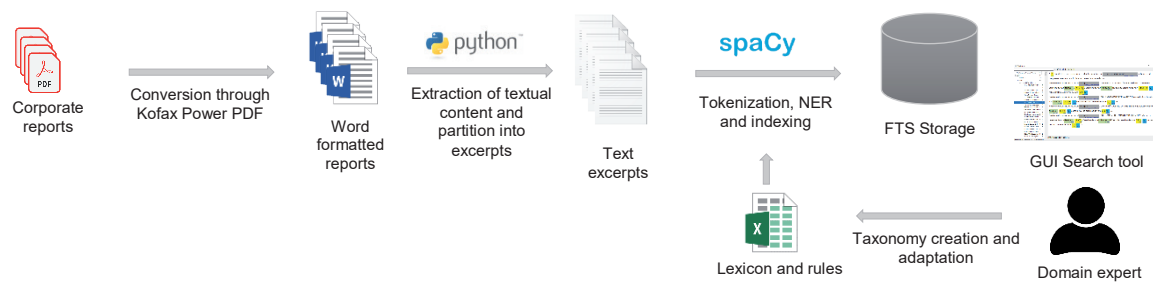 PDF
Corporate
reports
Conversion through
Kofax Power PDF
W
Word
formatted
reports
python™
Extraction of textual
content and
partition into
excerpts
Text
excerpts
spaCy
Tokenization, NER
and indexing
FTS Storage
GUI Search tool
X
Lexicon and rules
Taxonomy creation and
adaptation
Domain expert